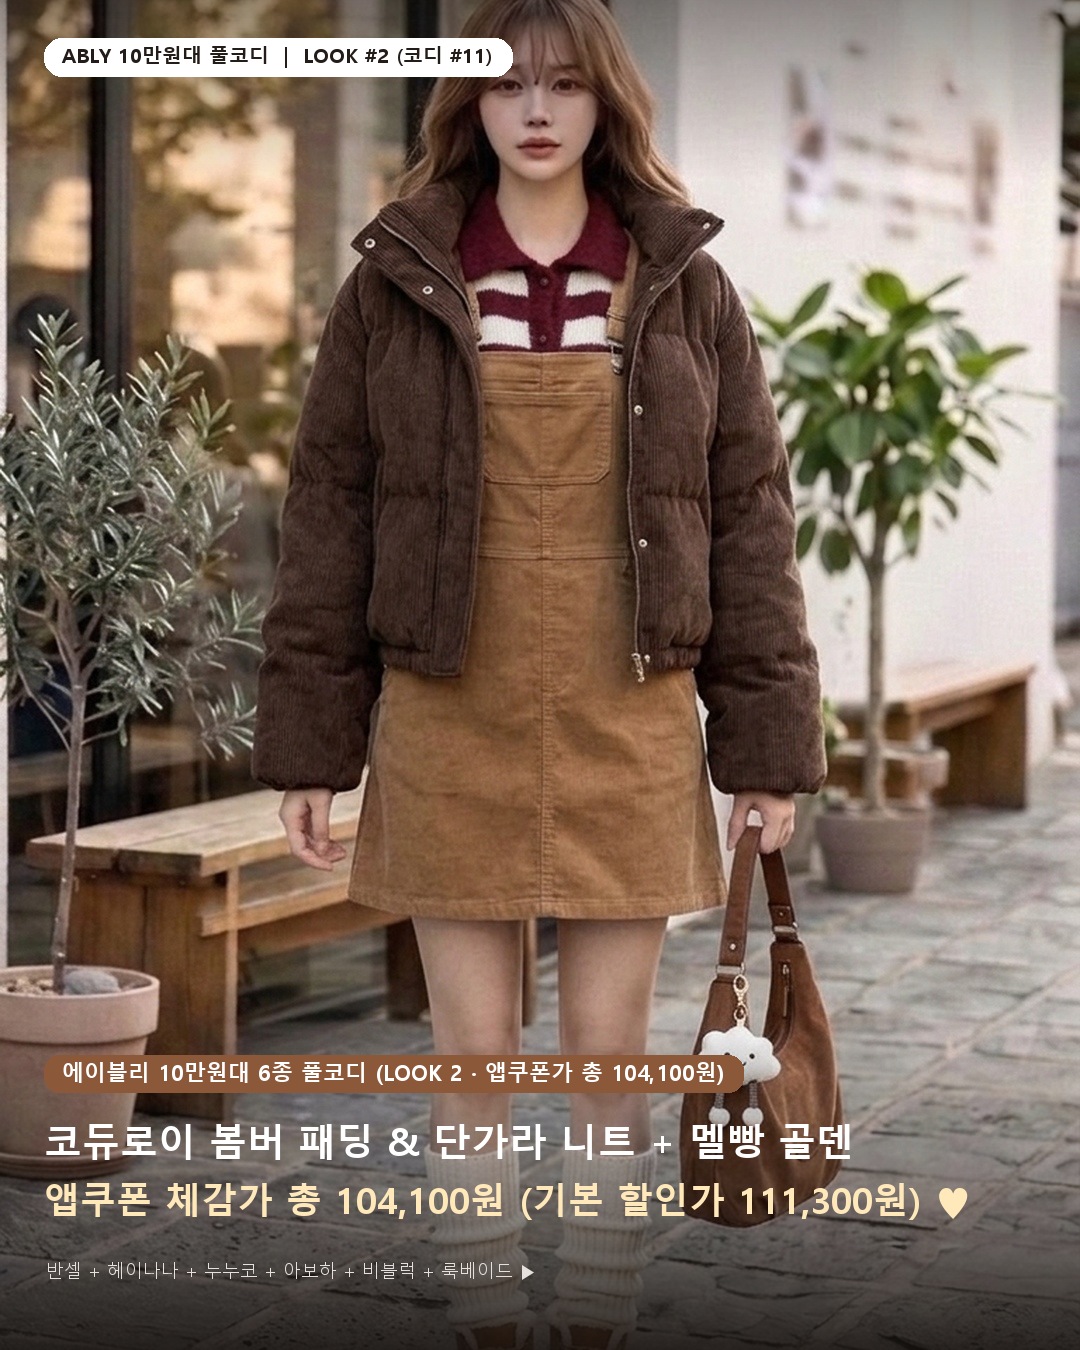 ABLY 10만원대 풀코디 | LOOK #2 (코디 #11)
에이블리 10만원대 6종 풀코디 (LOOK 2 · 앱쿠폰가 총 104,100원)
코듀로이 봄버 패딩 & 단가라 니트 + 멜빵 골덴
앱쿠폰 체감가 총 104,100원 (기본 할인가 111,300원) ♥
반셀 + 헤이나나 + 누누코 + 아보하 + 비블럭 + 룩베이드 ▶